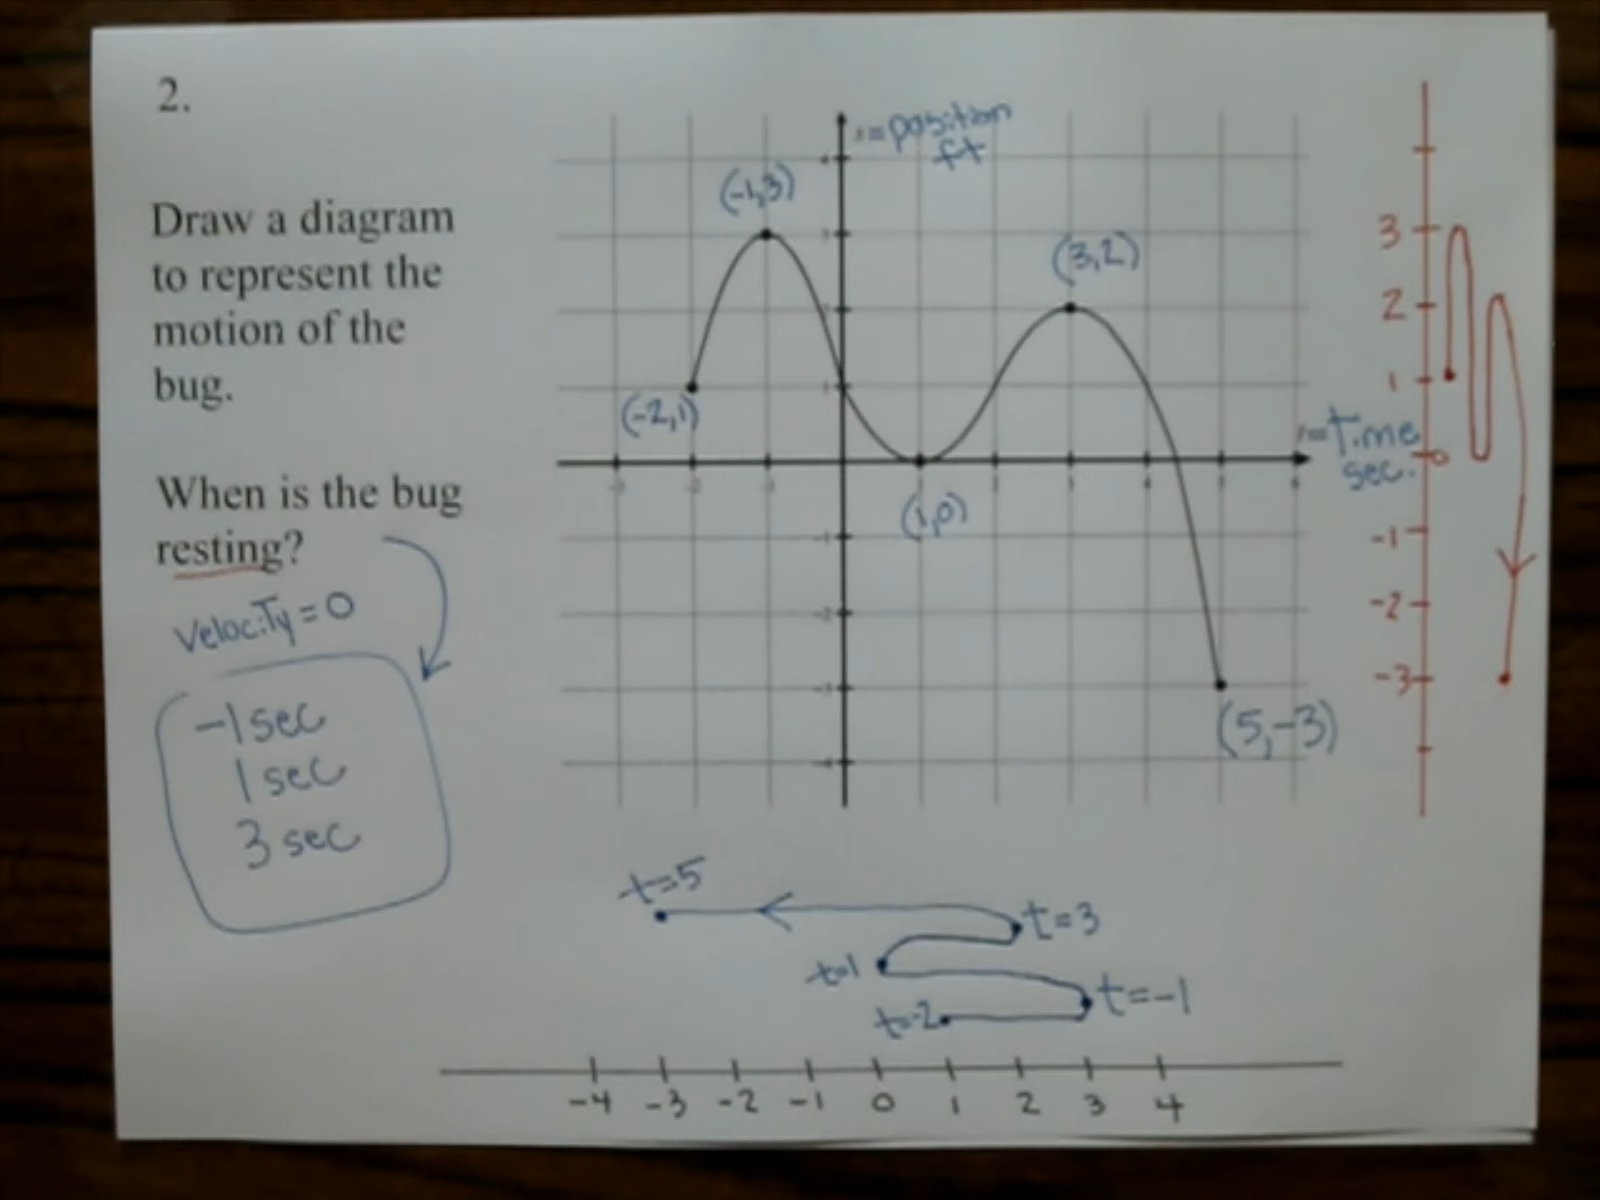 2.
Draw a diagram
to represent the
motion of the
bug.
When is the bug
resting?
VelociTy = 0
-1 sec
1 sec
3 sec
=position
ft
(-1,3)
(3,2)
(-2,1)
(1,0)
(5,-3)
=Time
sec.
3
2
1
0
-1
-2
-3
t=5
t=3
t=1
t=-1
t=-2
-4 -3 -2 -1 0 1 2 3 4